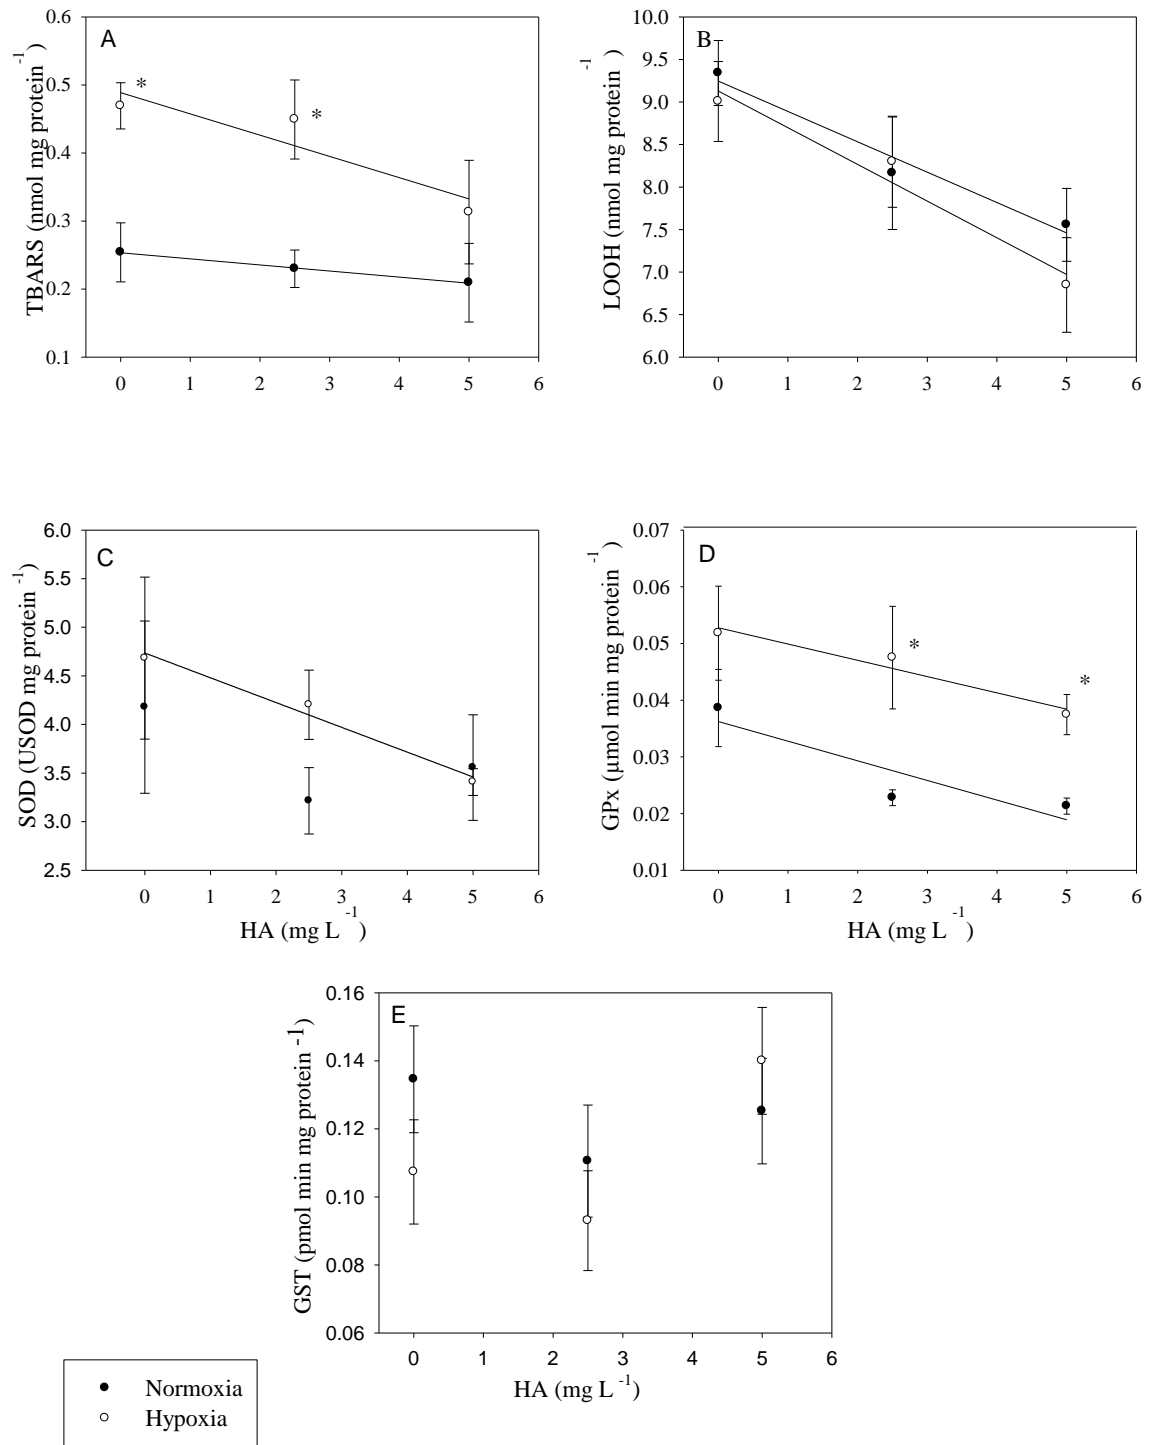 A
TBARS (nmol mg protein -1)
0.6
0.5
0.4
0.3
0.2
0.1
*
*
0 1 2 3 4 5 6
B
LOOH (nmol mg protein -1)
10.0
9.5
9.0
8.5
8.0
7.5
7.0
6.5
6.0
0 1 2 3 4 5 6
C
SOD (USOD mg protein -1)
6.0
5.5
5.0
4.5
4.0
3.5
3.0
2.5
0 1 2 3 4 5 6
HA (mg L -1)
D
GPx (µmol min mg protein -1)
0.07
0.06
0.05
0.04
0.03
0.02
0.01
*
*
0 1 2 3 4 5 6
HA (mg L -1)
E
GST (pmol min mg protein -1)
0.16
0.14
0.12
0.10
0.08
0.06
0 1 2 3 4 5 6
HA (mg L -1)
Normoxia
Hypoxia